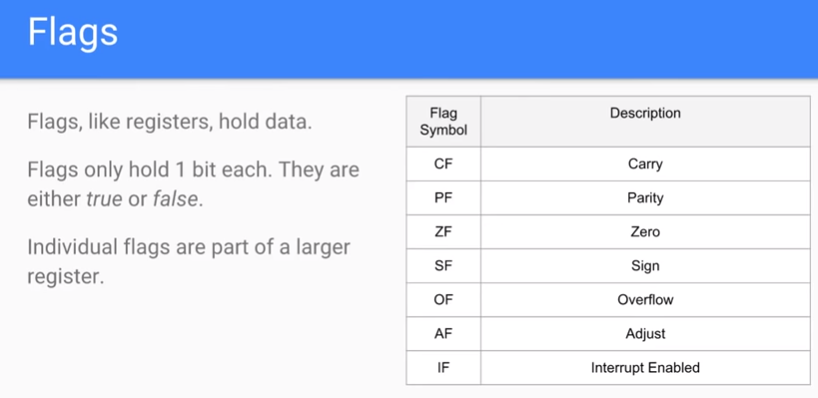 Flags
Flags, like registers, hold data.
Flags only hold 1 bit each. They are
either true or false.
Individual flags are part of a larger
register.
Flag
Symbol
Description
CF
Carry
PF
Parity
ZF
Zero
SF
Sign
OF
Overflow
AF
Adjust
IF
Interrupt Enabled